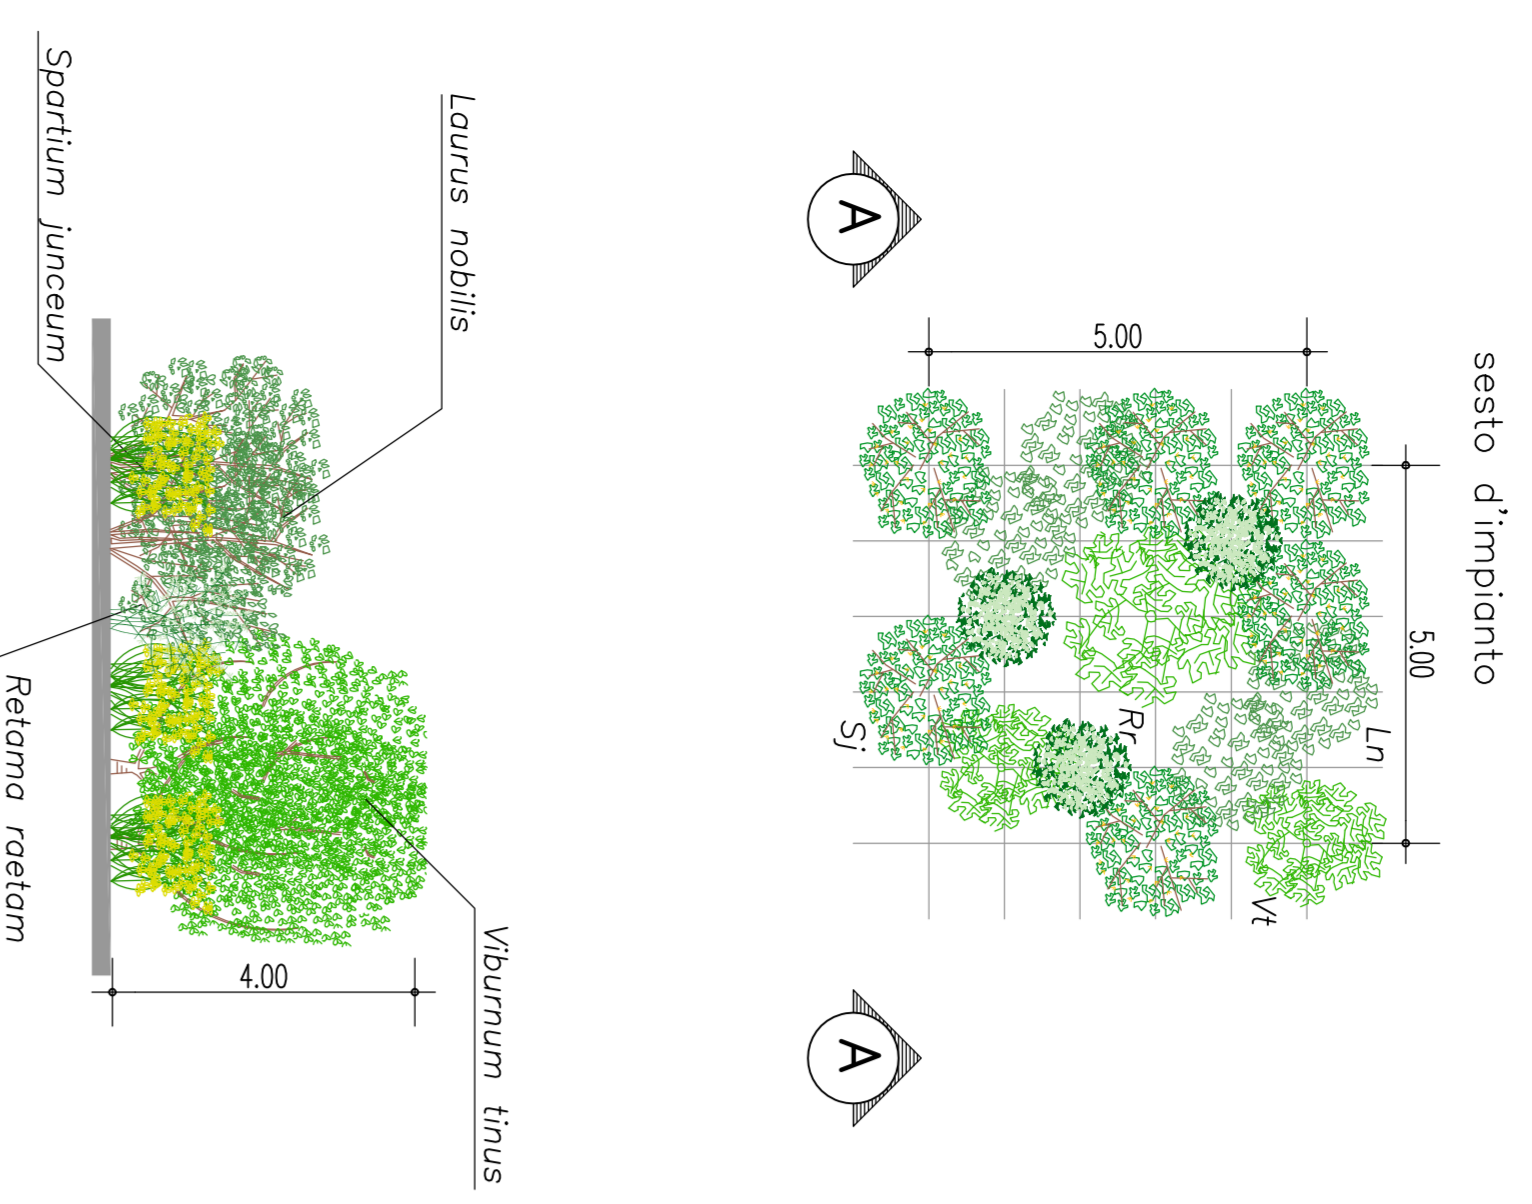 sesto d'impianto
5.00
5.00
A
A
Ln
Rr
Sj
Vt
Laurus nobilis
Spartium junceum
Retama raetam
Viburnum tinus
4.00